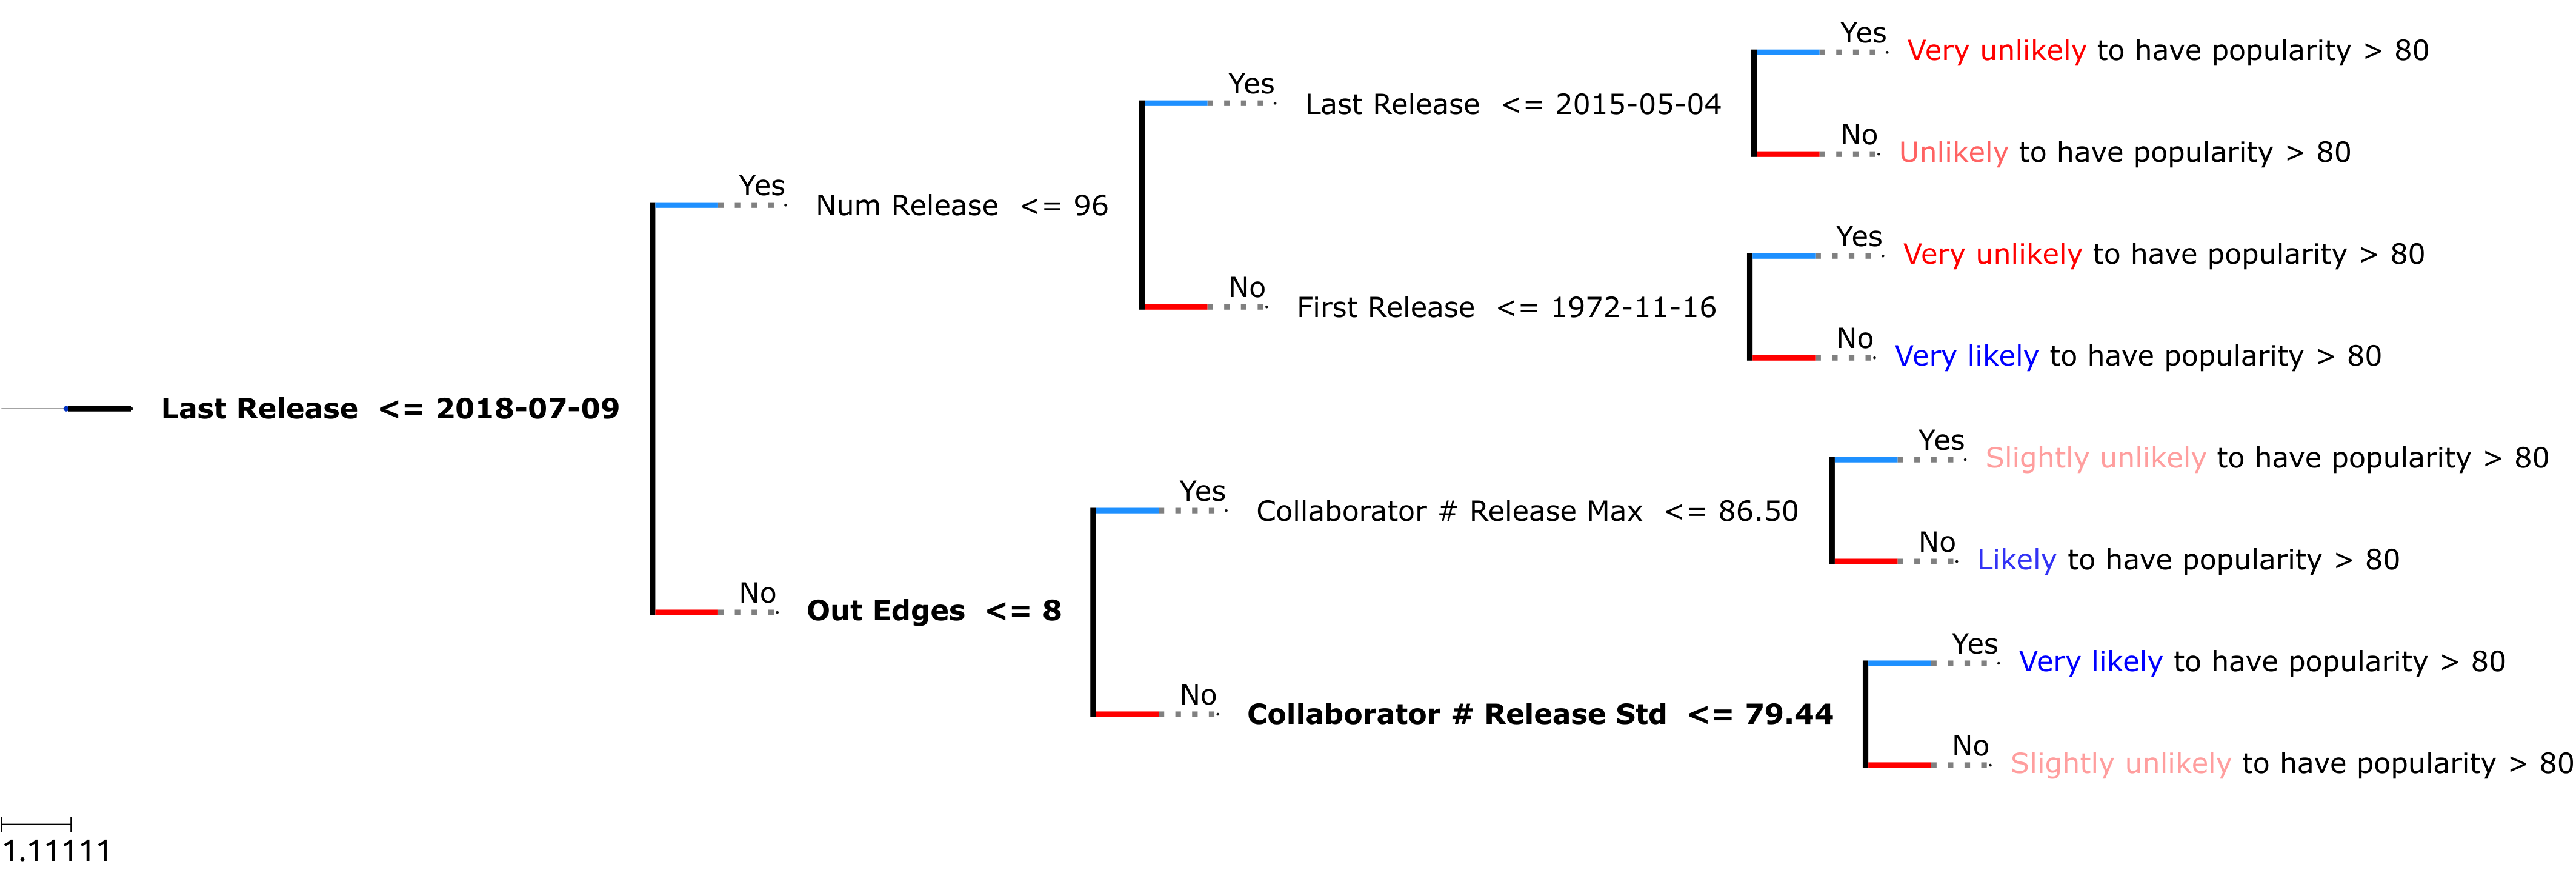 Yes
Very unlikely to have popularity > 80
Yes
Last Release <= 2015-05-04
No
Unlikely to have popularity > 80
Yes
Num Release <= 96
Yes
Very unlikely to have popularity > 80
No
First Release <= 1972-11-16
No
Very likely to have popularity > 80
Last Release <= 2018-07-09
Yes
Slightly unlikely to have popularity > 80
Yes
Collaborator # Release Max <= 86.50
No
Likely to have popularity > 80
No
Out Edges <= 8
Yes
Very likely to have popularity > 80
No
Collaborator # Release Std <= 79.44
No
Slightly unlikely to have popularity > 80
1.11111